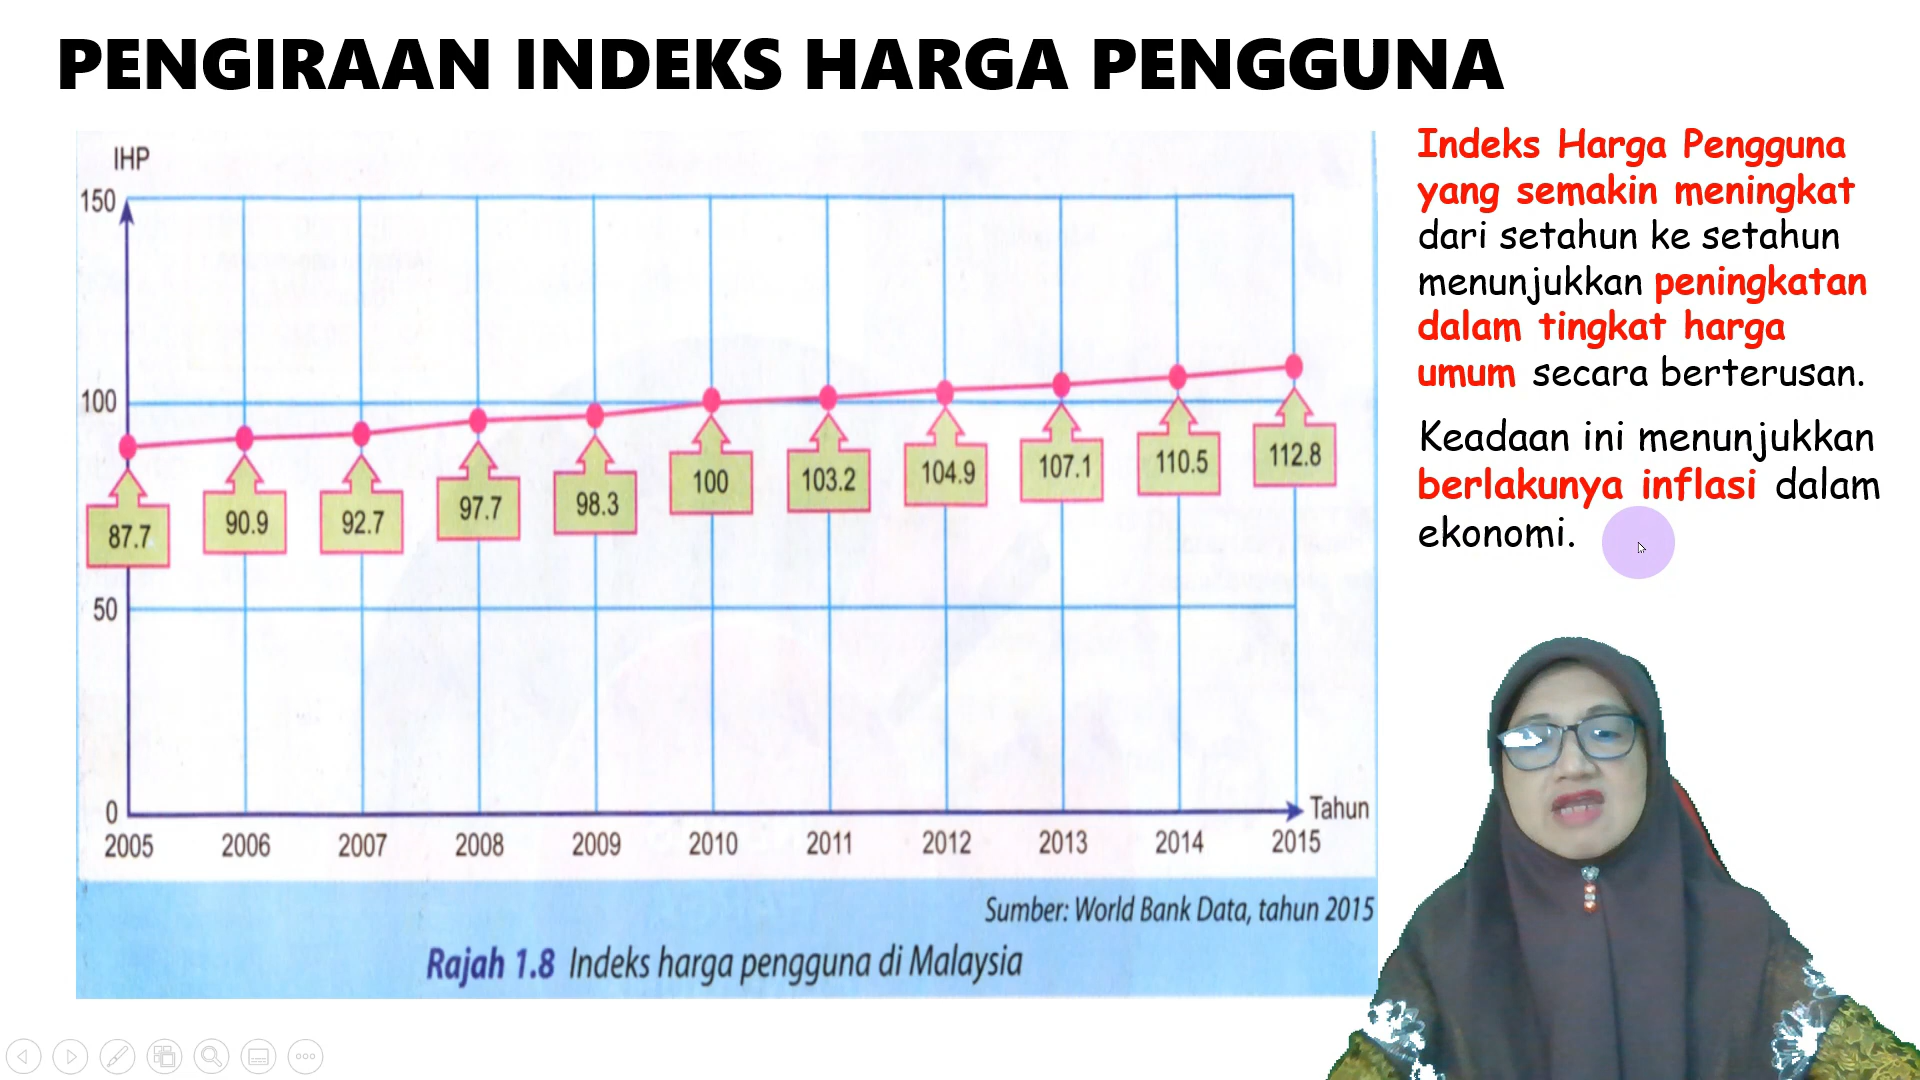 PENGIRAAN INDEKS HARGA PENGGUNA
IHP
150
100
50
0
87.7
90.9
92.7
97.7
98.3
100
103.2
104.9
107.1
110.5
112.8
2005
2006
2007
2008
2009
2010
2011
2012
2013
2014
2015
Tahun
Sumber: World Bank Data, tahun 2015
Rajah 1.8 Indeks harga pengguna di Malaysia
Indeks Harga Pengguna
yang semakin meningkat
dari setahun ke setahun
menunjukkan peningkatan
dalam tingkat harga
umum secara berterusan.
Keadaan ini menunjukkan
berlakunya inflasi dalam
ekonomi.